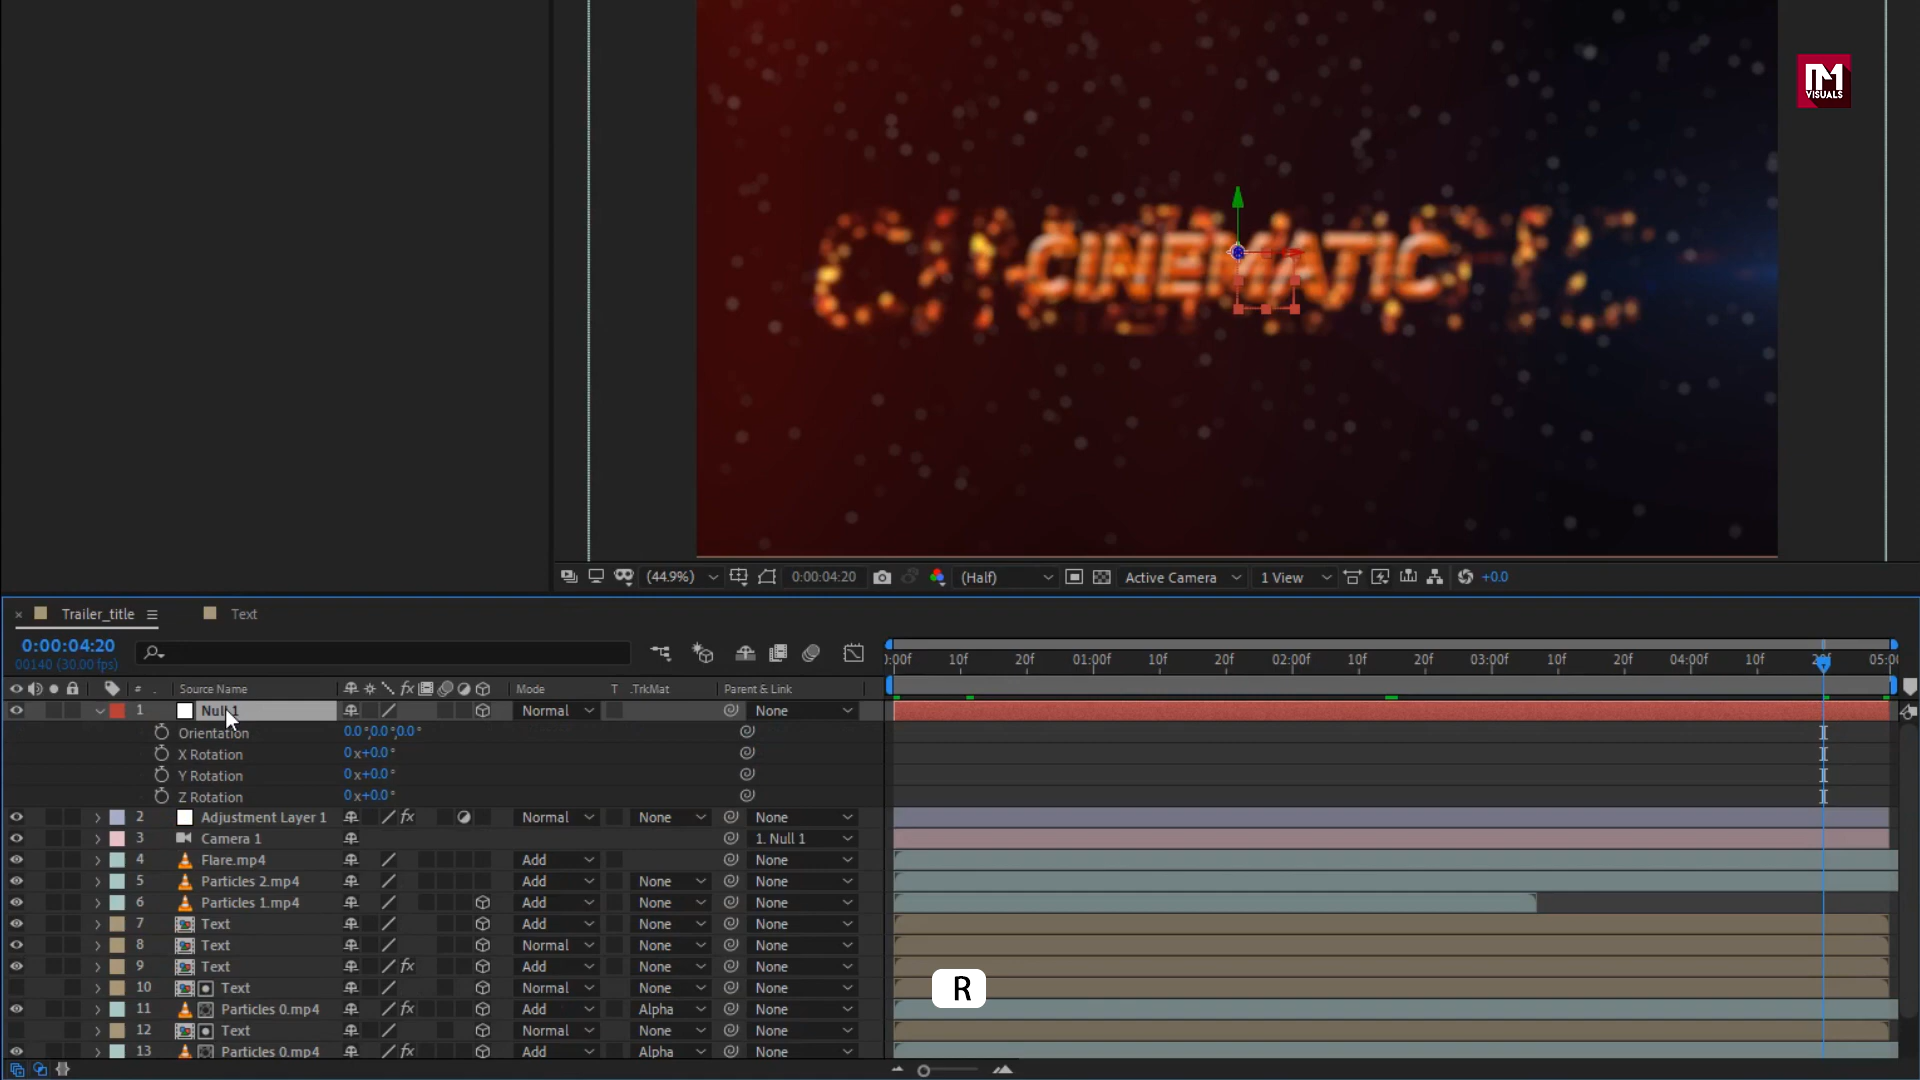 VISUALS
CINEMATIC
(44.9%)
0:00:04:20
(Half)
Active Camera
1 View
+0.0
Trailer_title
Text
0:00:04:20
00140 (30.00 fps)
):00f 10f 20f 01:00f 10f 20f 02:00f 10f 20f 03:00f 10f 20f 04:00f 10f 20f 05:00
# Source Name fx Mode T .TrkMat Parent & Link
1 Null 1 Normal None
Orientation 0.0°,0.0°,0.0°
X Rotation 0x+0.0°
Y Rotation 0x+0.0°
Z Rotation 0x+0.0°
2 Adjustment Layer 1 fx Normal None None
3 Camera 1 1. Null 1
4 Flare.mp4 Add None
5 Particles 2.mp4 Add None None
6 Particles 1.mp4 Add None None
7 Text Add None None
8 Text Normal None None
9 Text fx Add None None
10 Text Normal None None
11 Particles 0.mp4 fx Add Alpha None
12 Text Normal None None
13 Particles 0.mp4 fx Add Alpha None
R